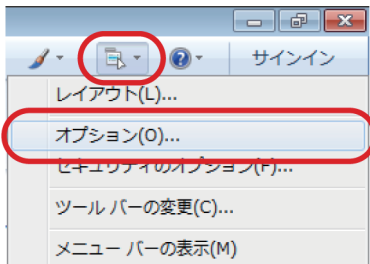 サインイン
レイアウト(L)...
オプション(O)...
セキュリティのオプション(F)...
ツール バーの変更(C)...
メニュー バーの表示(M)